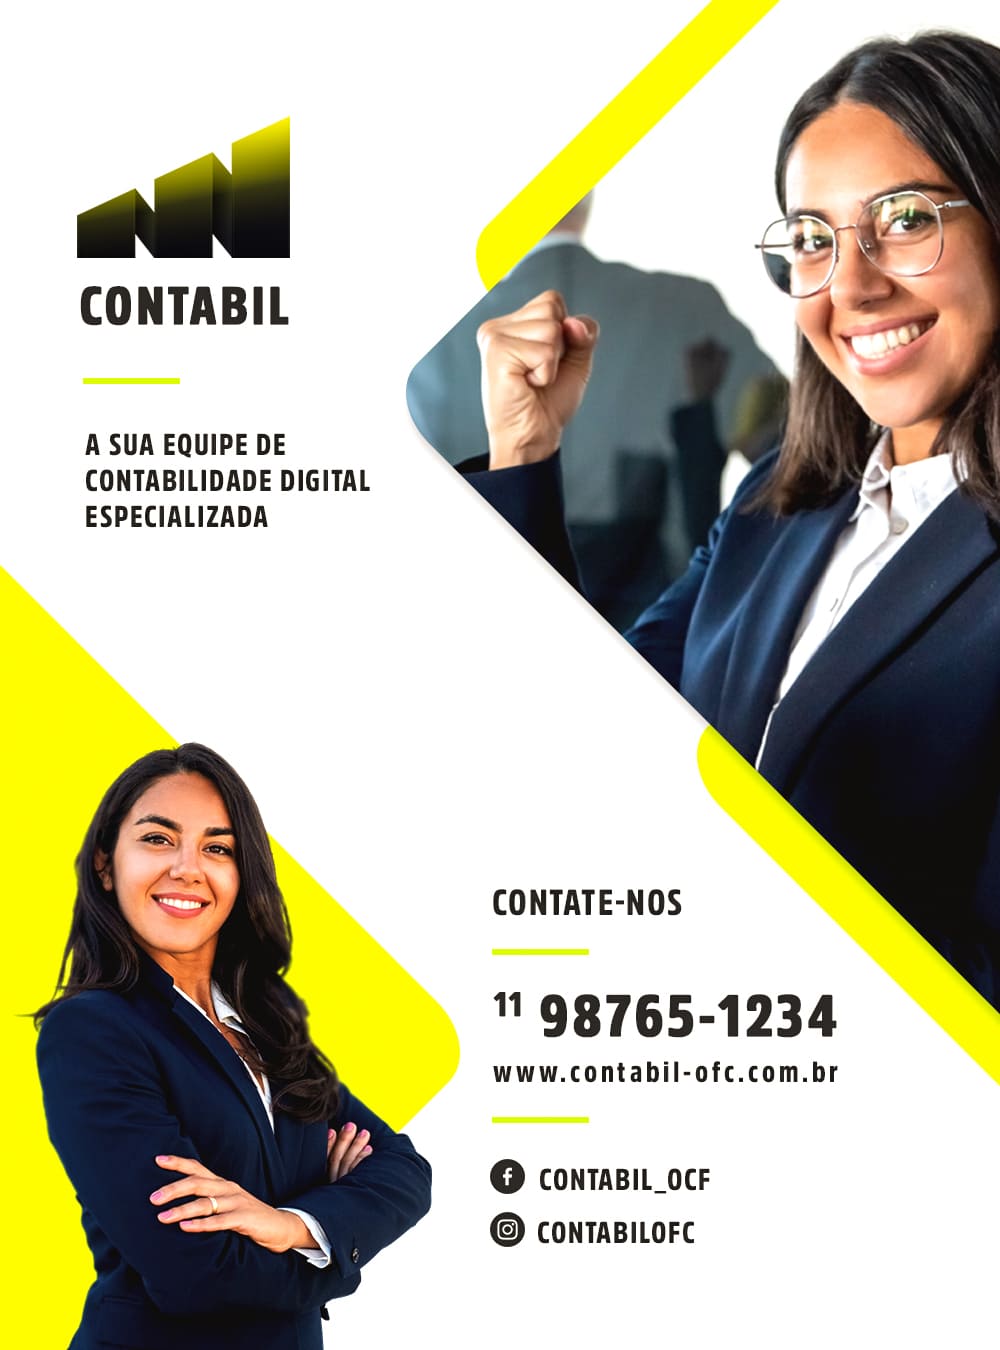 CONTABIL
A SUA EQUIPE DE
CONTABILIDADE DIGITAL
ESPECIALIZADA
CONTATE-NOS
11 98765-1234
www.contabil-ofc.com.br
CONTABIL_OCF
CONTABILOFC